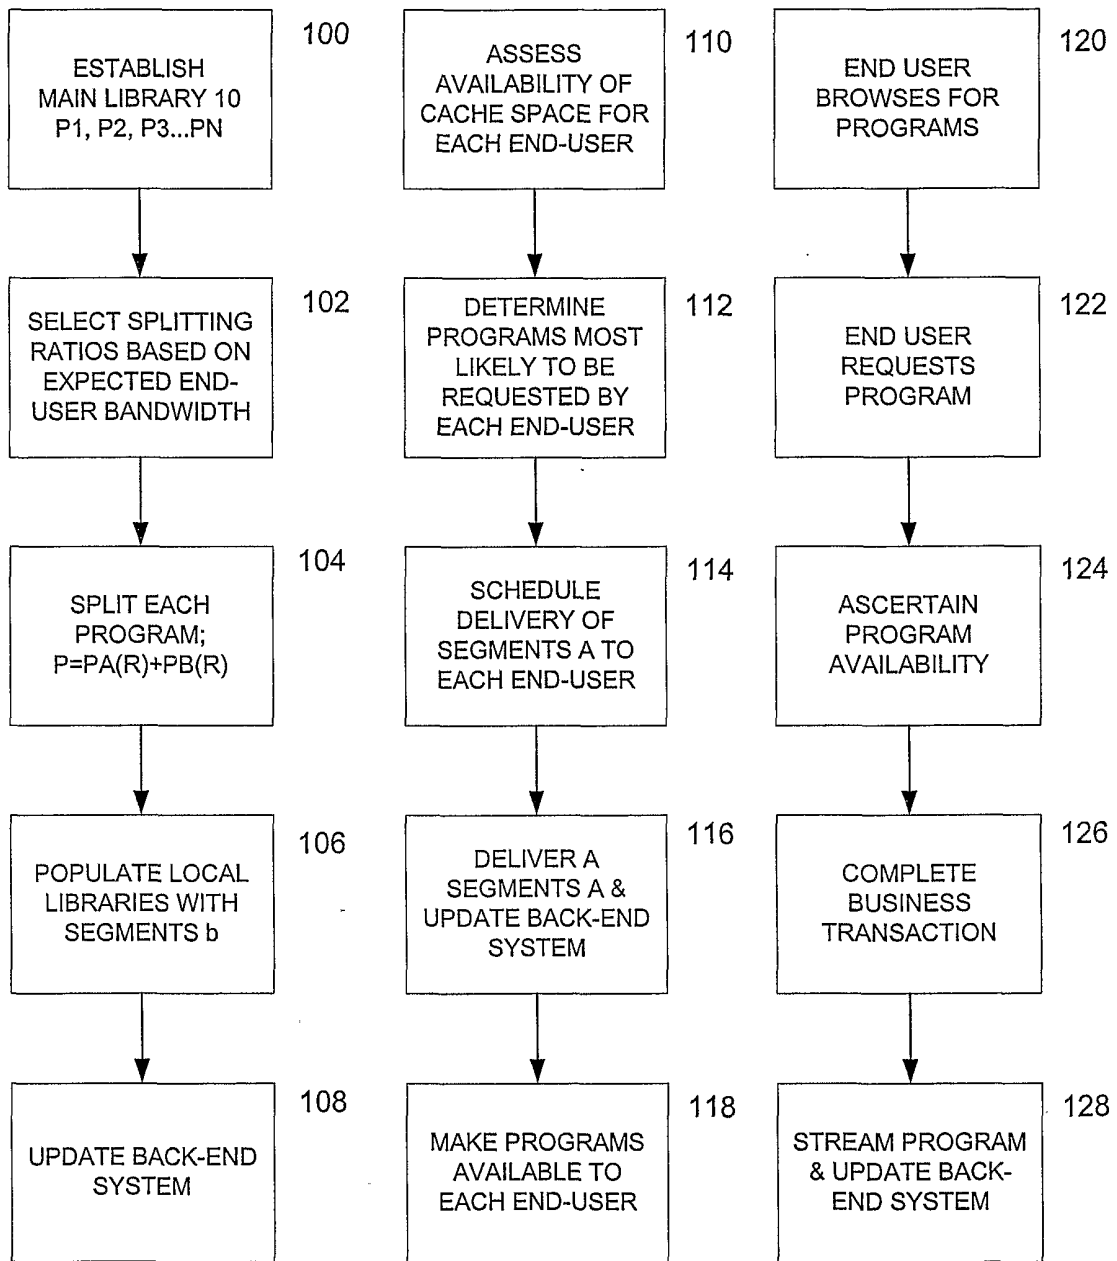 100
ESTABLISH
MAIN LIBRARY 10
P1, P2, P3...PN
102
SELECT SPLITTING
RATIOS BASED ON
EXPECTED END-
USER BANDWIDTH
104
SPLIT EACH
PROGRAM;
P=PA(R)+PB(R)
106
POPULATE LOCAL
LIBRARIES WITH
SEGMENTS b
108
UPDATE BACK-END
SYSTEM
110
ASSESS
AVAILABILITY OF
CACHE SPACE FOR
EACH END-USER
112
DETERMINE
PROGRAMS MOST
LIKELY TO BE
REQUESTED BY
EACH END-USER
114
SCHEDULE
DELIVERY OF
SEGMENTS A TO
EACH END-USER
116
DELIVER A
SEGMENTS A &
UPDATE BACK-END
SYSTEM
118
MAKE PROGRAMS
AVAILABLE TO
EACH END-USER
120
END USER
BROWSES FOR
PROGRAMS
122
END USER
REQUESTS
PROGRAM
124
ASCERTAIN
PROGRAM
AVAILABILITY
126
COMPLETE
BUSINESS
TRANSACTION
128
STREAM PROGRAM
& UPDATE BACK-
END SYSTEM